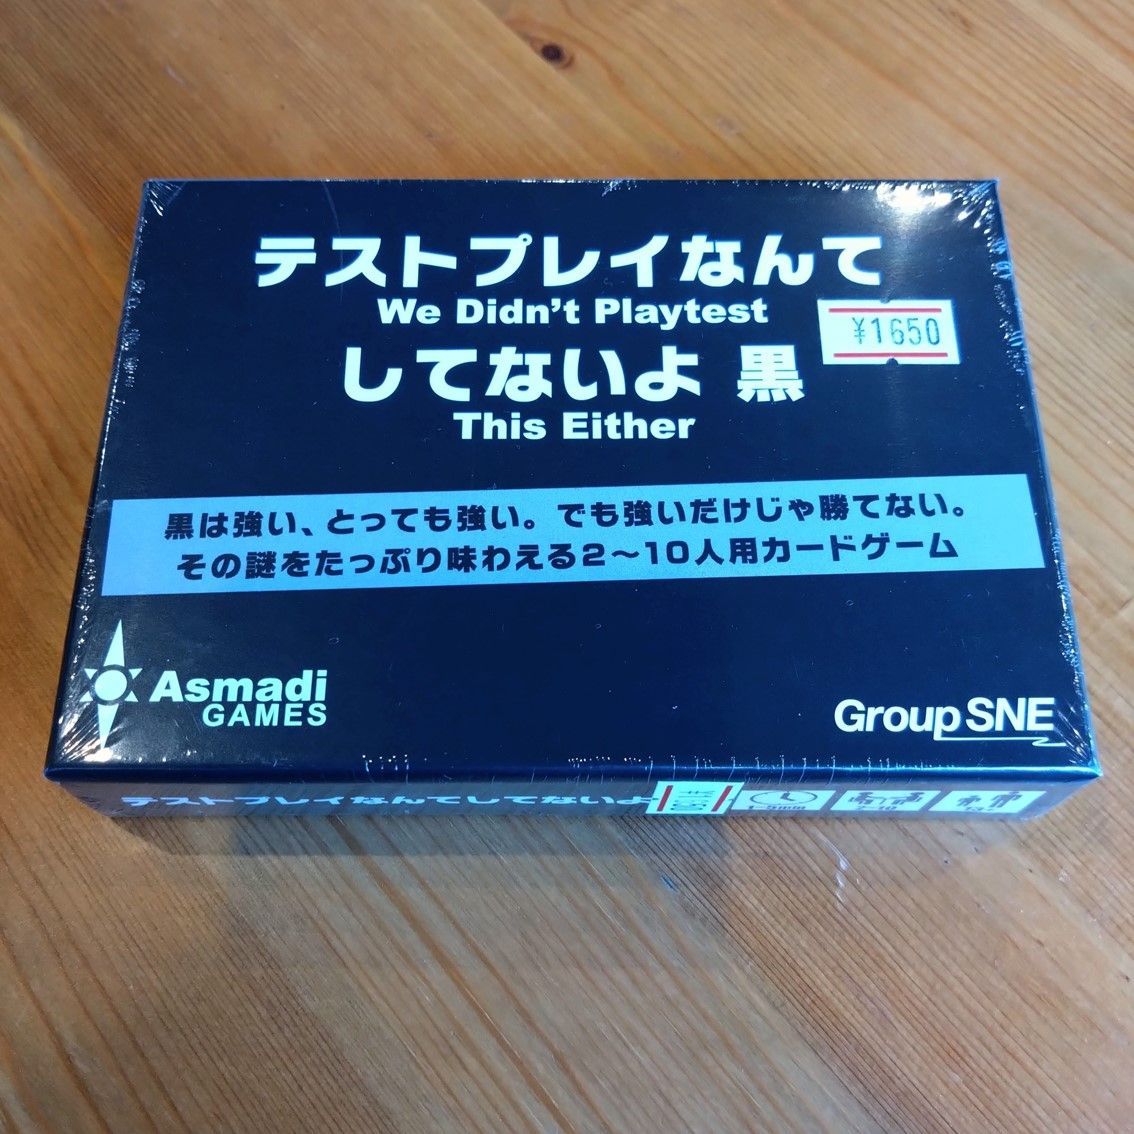 テストプレイなんて
We Didn't Playtest
¥1650
してないよ 黒
This Either
黒は強い、とっても強い。でも強いだけじゃ勝てない。
その謎をたっぷり味わえる2～10人用カードゲーム
Asmadi
GAMES
Group SNE
テストプレイなんてしてないよ
1-5min
2-10